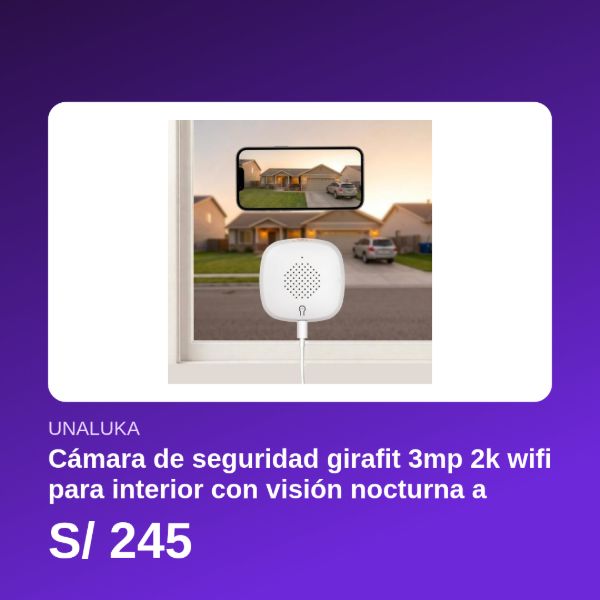 UNALUKA
Cámara de seguridad girafit 3mp 2k wifi
para interior con visión nocturna a
S/ 245